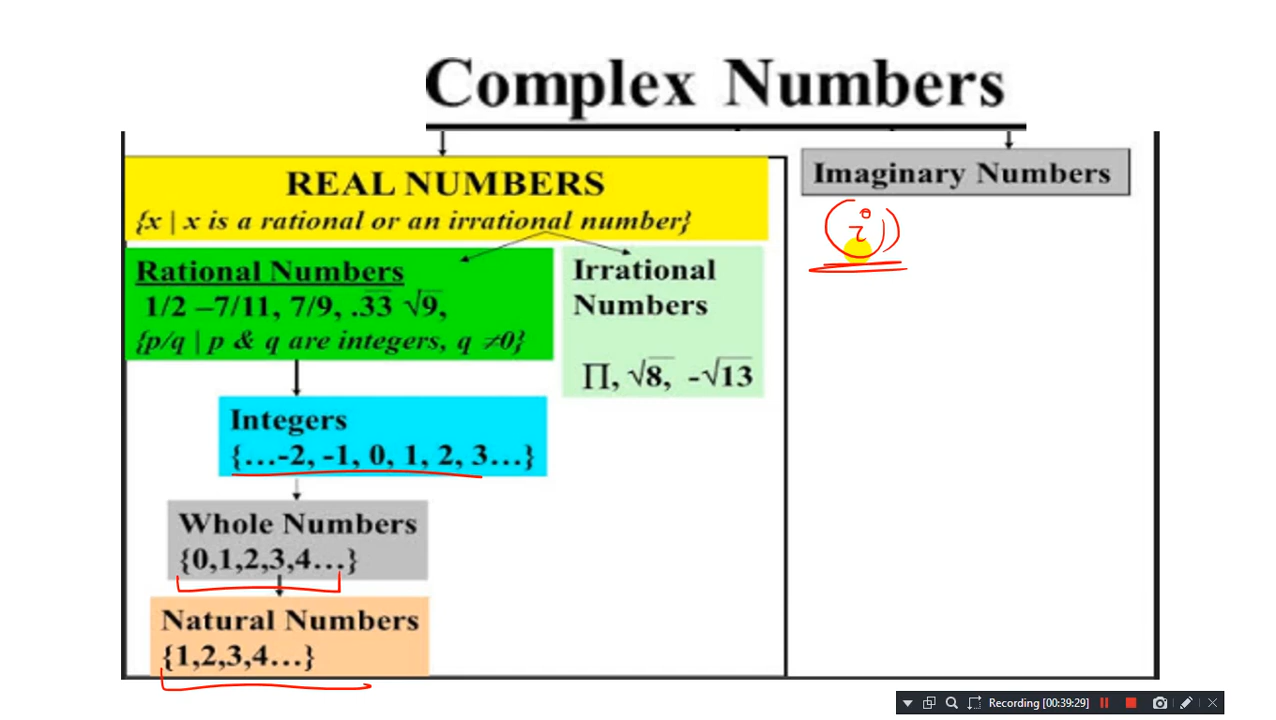 Complex Numbers
REAL NUMBERS
{x | x is a rational or an irrational number}
Imaginary Numbers
i
Rational Numbers
1/2 –7/11, 7/9, .3̅3̅ √9,
{p/q | p & q are integers, q ≠0}
Irrational
Numbers
∏, √8, -√13
Integers
{…-2, -1, 0, 1, 2, 3…}
Whole Numbers
{0,1,2,3,4…}
Natural Numbers
{1,2,3,4…}
Recording [00:39:29]